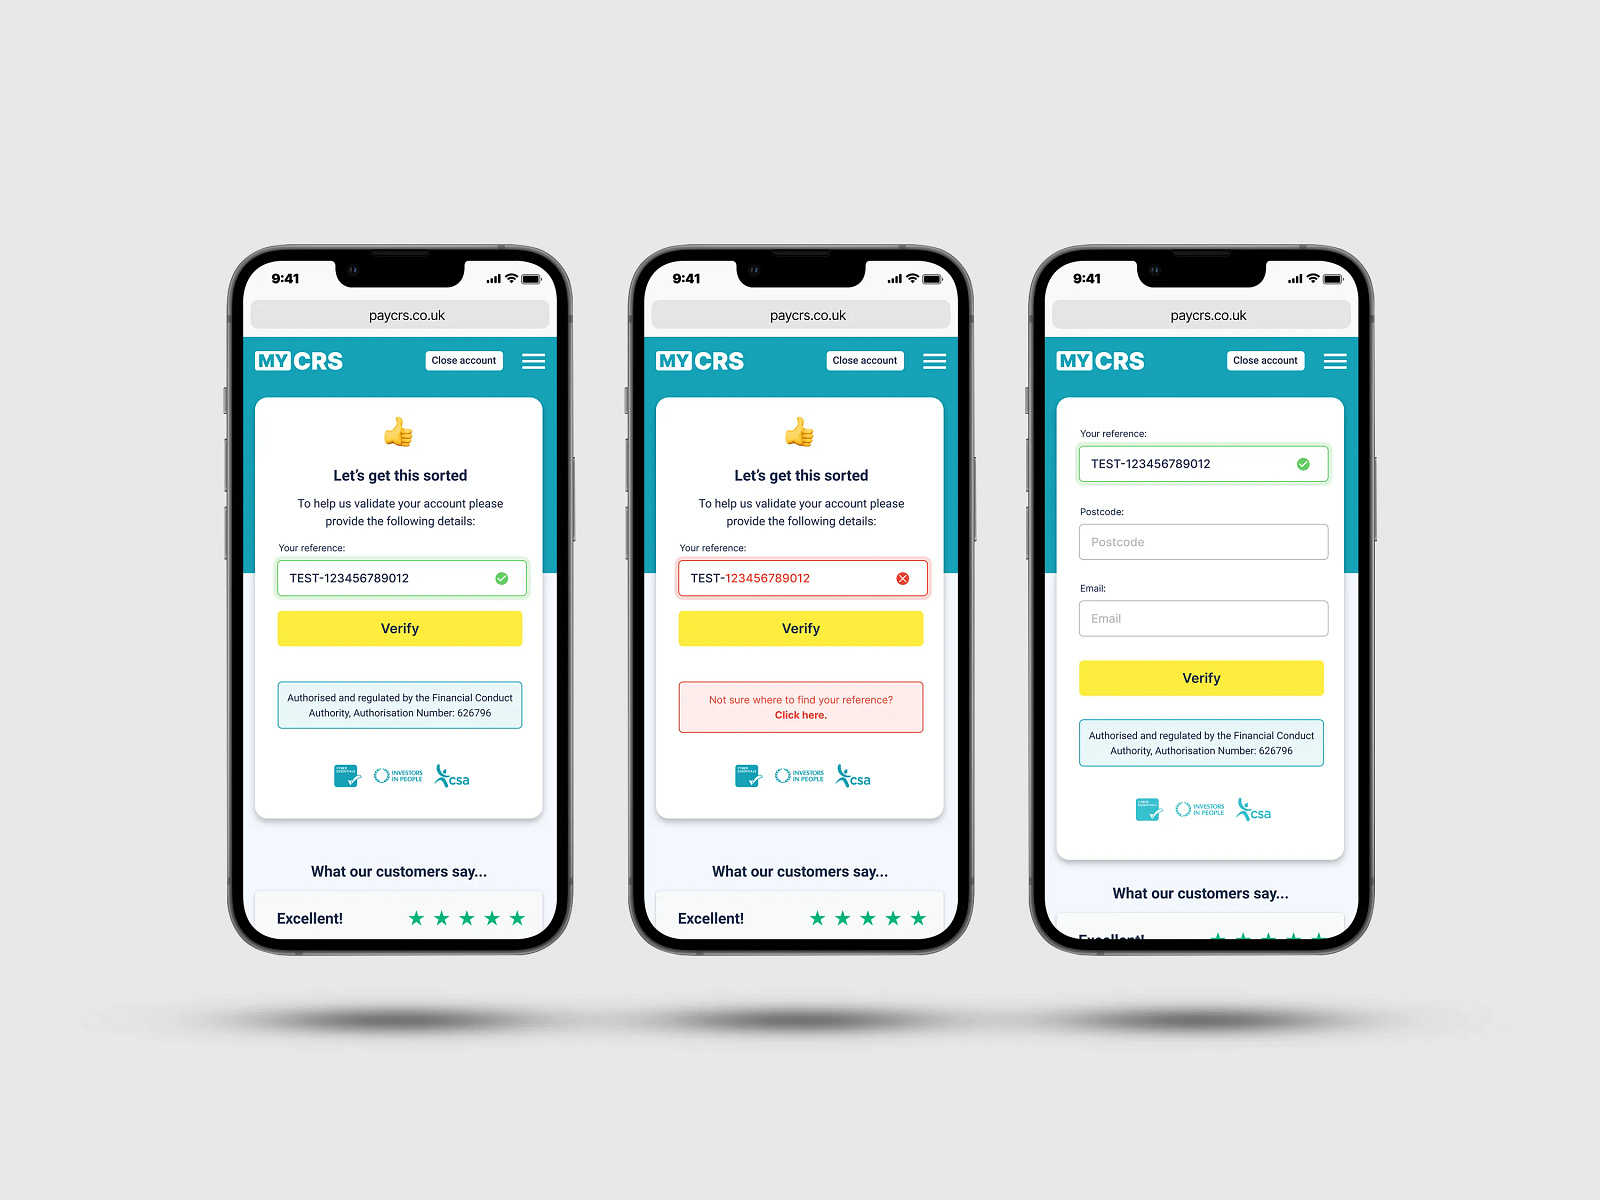 9:41
paycrs.co.uk
MY CRS
Close account
Let's get this sorted
To help us validate your account please
provide the following details:
Your reference:
TEST-123456789012
Verify
Authorised and regulated by the Financial Conduct
Authority, Authorisation Number: 626796
CYBER
ESSENTIALS
INVESTORS
IN PEOPLE
csa
What our customers say...
Excellent!
9:41
paycrs.co.uk
MY CRS
Close account
Let's get this sorted
To help us validate your account please
provide the following details:
Your reference:
TEST-123456789012
Verify
Not sure where to find your reference?
Click here.
CYBER
ESSENTIALS
INVESTORS
IN PEOPLE
csa
What our customers say...
Excellent!
9:41
paycrs.co.uk
MY CRS
Close account
Your reference:
TEST-123456789012
Postcode:
Postcode
Email:
Email
Verify
Authorised and regulated by the Financial Conduct
Authority, Authorisation Number: 626796
CYBER
ESSENTIALS
INVESTORS
IN PEOPLE
csa
What our customers say...
Excellent!